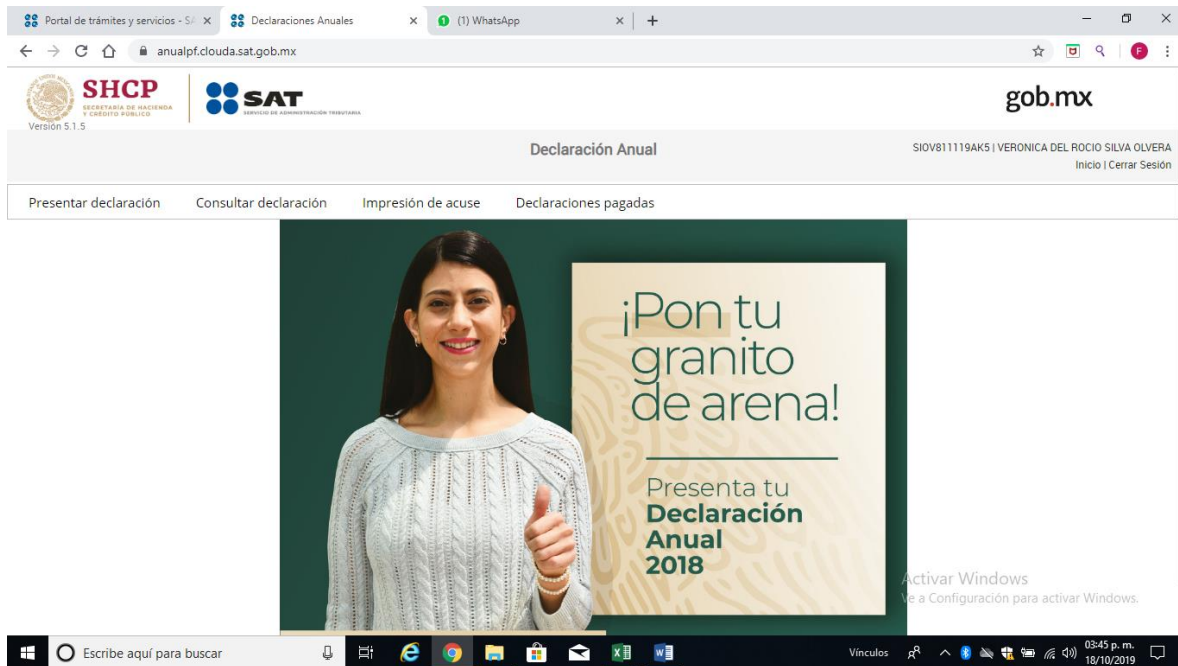 Portal de trámites y servicios - SA
Declaraciones Anuales
(1) WhatsApp
anualpf.clouda.sat.gob.mx
F
SHCP
SECRETARÍA DE HACIENDA
Y CRÉDITO PÚBLICO
SAT
SERVICIO DE ADMINISTRACIÓN TRIBUTARIA
gob.mx
Versión 5.1.5
Declaración Anual
SIOV811119AK5 | VERONICA DEL ROCIO SILVA OLVERA
Inicio | Cerrar Sesión
Presentar declaración Consultar declaración Impresión de acuse Declaraciones pagadas
¡Pon tu
granito
de arena!
Presenta tu
Declaración
Anual
2018
Activar Windows
Ve a Configuración para activar Windows.
Escribe aquí para buscar
Vínculos
03:45 p. m.
18/10/2019